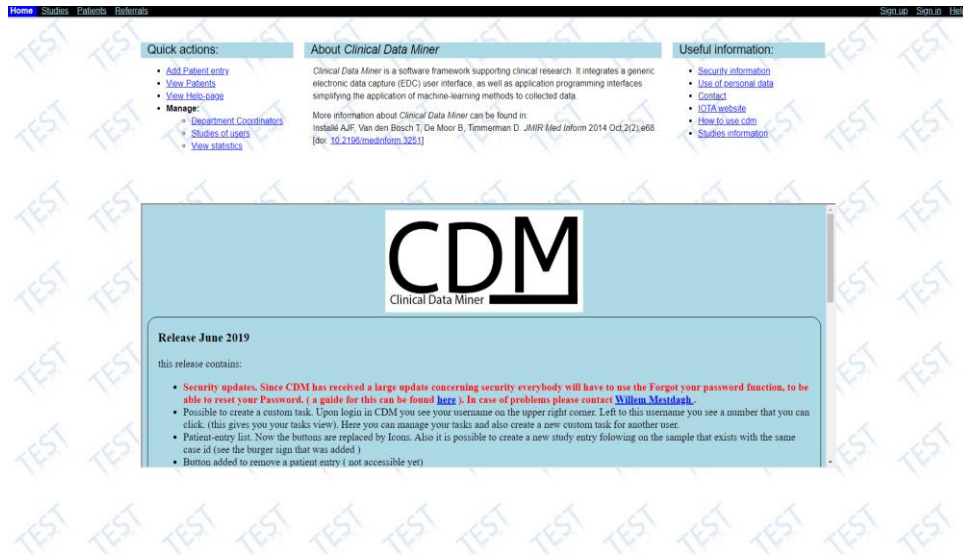 Home Studies Patients Referrals
Sign up Sign in Help
Quick actions:
Add Patient entry
View Patients
View Help-page
Manage:
Department Coordinators
Studies of users
View statistics
About Clinical Data Miner
Clinical Data Miner is a software framework supporting clinical research. It integrates a generic
electronic data capture (EDC) user interface, as well as application programming interfaces
simplifying the application of machine-learning methods to collected data.
More information about Clinical Data Miner can be found in:
Installé AJF, Van den Bosch T, De Moor B, Timmerman D. JMIR Med Inform 2014 Oct;2(2);e68
[doi: 10.2196/medinform.3251]
Useful information:
Security information
Use of personal data
Contact
IOTA website
How to use cdm
Studies information
CDM
Clinical Data Miner
Release June 2019
this release contains:
Security updates. Since CDM has received a large update concerning security everybody will have to use the Forgot your password function, to be
able to reset your Password. ( a guide for this can be found here ). In case of problems please contact Willem Mestdagh .
Possible to create a custom task. Upon login in CDM you see your username on the upper right corner. Left to this username you see a number that you can
click. (this gives you your tasks view). Here you can manage your tasks and also create a new custom task for another user.
Patient-entry list. Now the buttons are replaced by Icons. Also it is possible to create a new study entry folowing on the sample that exists with the same
case id (see the burger sign that was added )
Button added to remove a patient entry ( not accessible yet)
TEST